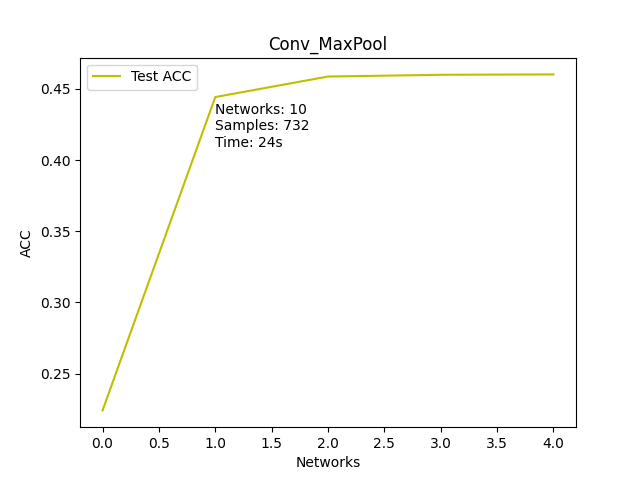 Conv_MaxPool
Test ACC
Networks: 10
Samples: 732
Time: 24s
ACC
0.45
0.40
0.35
0.30
0.25
0.0 0.5 1.0 1.5 2.0 2.5 3.0 3.5 4.0
Networks